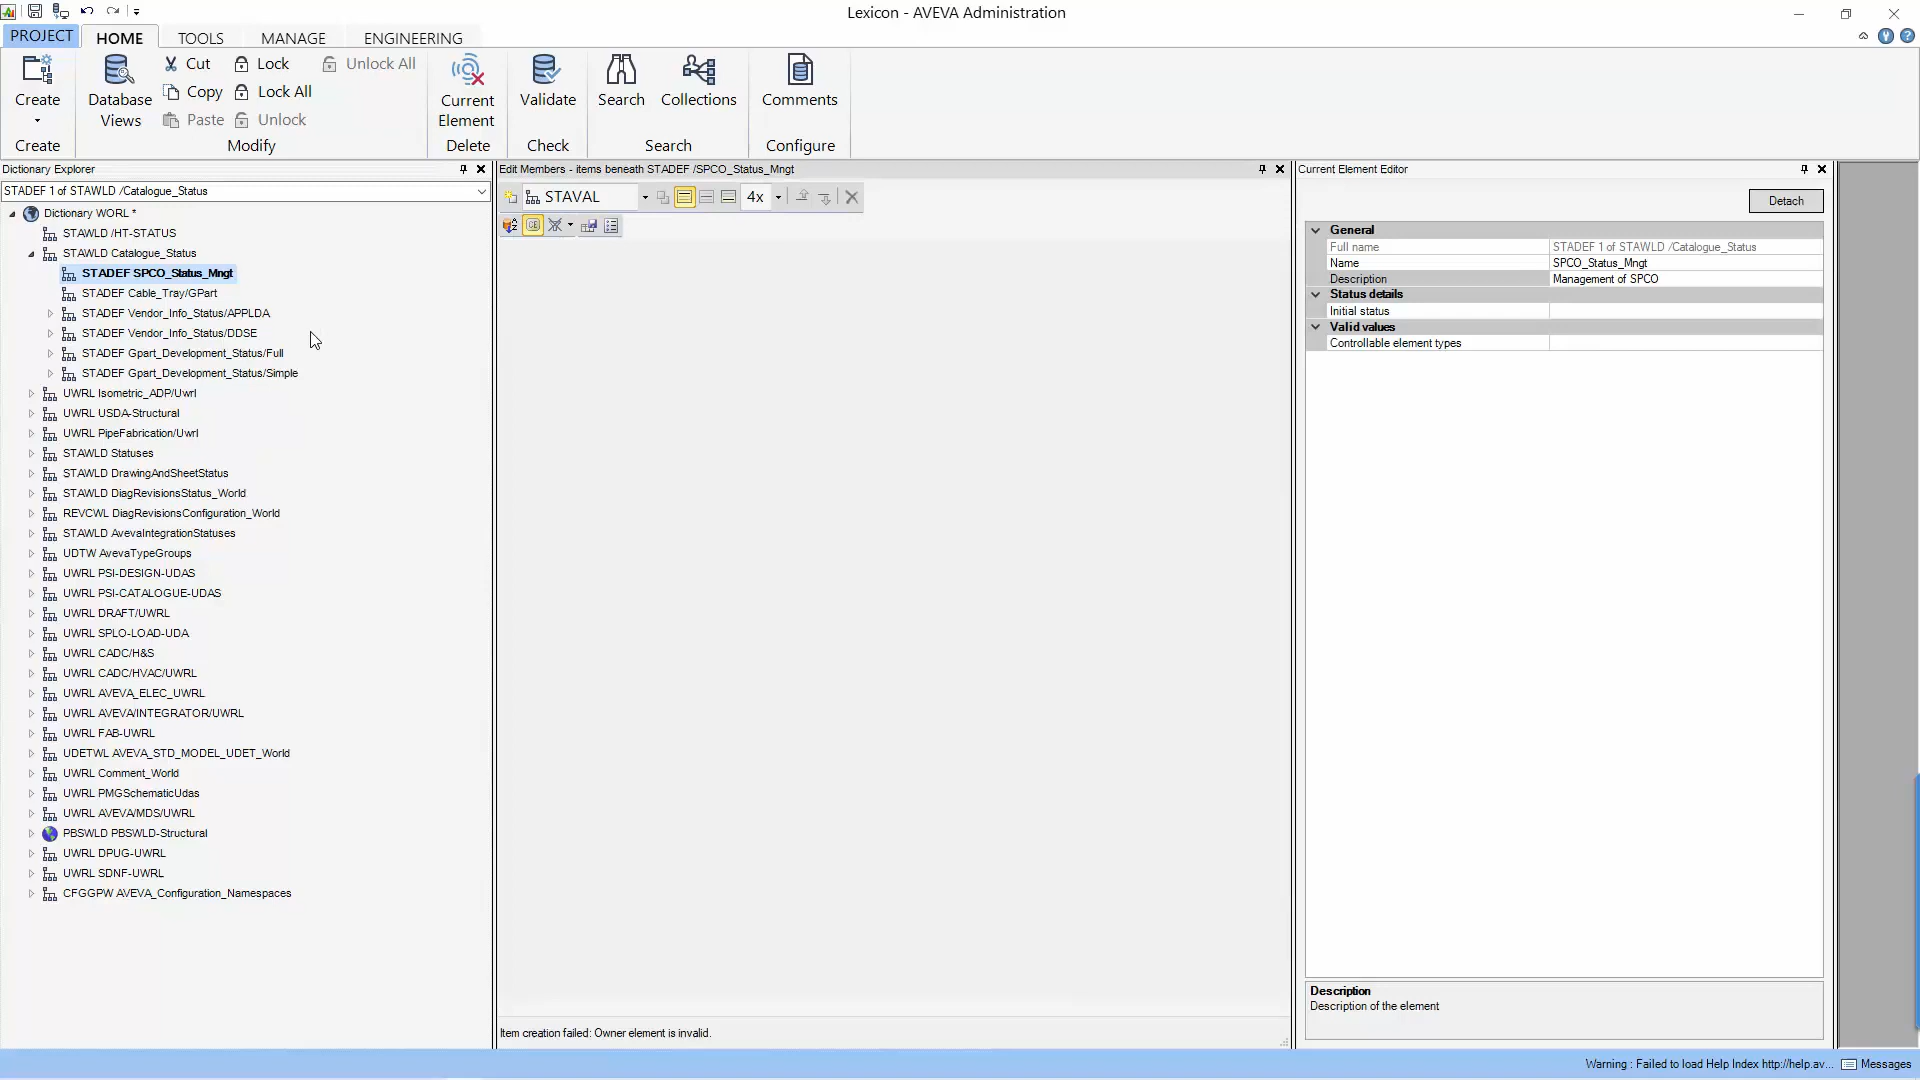 Lexicon - AVEVA Administration
PROJECT HOME TOOLS MANAGE ENGINEERING
Create
Create
Database Views
Cut
Copy
Paste
Lock
Lock All
Unlock
Unlock All
Modify
Current Element
Delete
Validate
Check
Search
Collections
Search
Comments
Configure
Dictionary Explorer
STADEF 1 of STAWLD /Catalogue_Status
Dictionary WORL *
STAWLD /HT-STATUS
STAWLD Catalogue_Status
STADEF SPCO_Status_Mngt
STADEF Cable_Tray/GPart
STADEF Vendor_Info_Status/APPLDA
STADEF Vendor_Info_Status/DDSE
STADEF Gpart_Development_Status/Full
STADEF Gpart_Development_Status/Simple
UWRL Isometric_ADP/Uwrl
UWRL USDA-Structural
UWRL PipeFabrication/Uwrl
STAWLD Statuses
STAWLD DrawingAndSheetStatus
STAWLD DiagRevisionsStatus_World
REVCWL DiagRevisionsConfiguration_World
STAWLD AvevaIntegrationStatuses
UDTW AvevaTypeGroups
UWRL PSI-DESIGN-UDAS
UWRL PSI-CATALOGUE-UDAS
UWRL DRAFT/UWRL
UWRL SPLO-LOAD-UDA
UWRL CADC/H&S
UWRL CADC/HVAC/UWRL
UWRL AVEVA_ELEC_UWRL
UWRL AVEVA/INTEGRATOR/UWRL
UWRL FAB-UWRL
UDETWL AVEVA_STD_MODEL_UDET_World
UWRL Comment_World
UWRL PMGSchematicUdas
UWRL AVEVA/MDS/UWRL
PBSWLD PBSWLD-Structural
UWRL DPUG-UWRL
UWRL SDNF-UWRL
CFGGPW AVEVA_Configuration_Namespaces
Edit Members - items beneath STADEF /SPCO_Status_Mngt
STAVAL
4x
Item creation failed: Owner element is invalid.
Current Element Editor
Detach
General
Full name STADEF 1 of STAWLD /Catalogue_Status
Name SPCO_Status_Mngt
Description Management of SPCO
Status details
Initial status
Valid values
Controllable element types
Description
Description of the element
Warning : Failed to load Help Index http://help.av... Messages